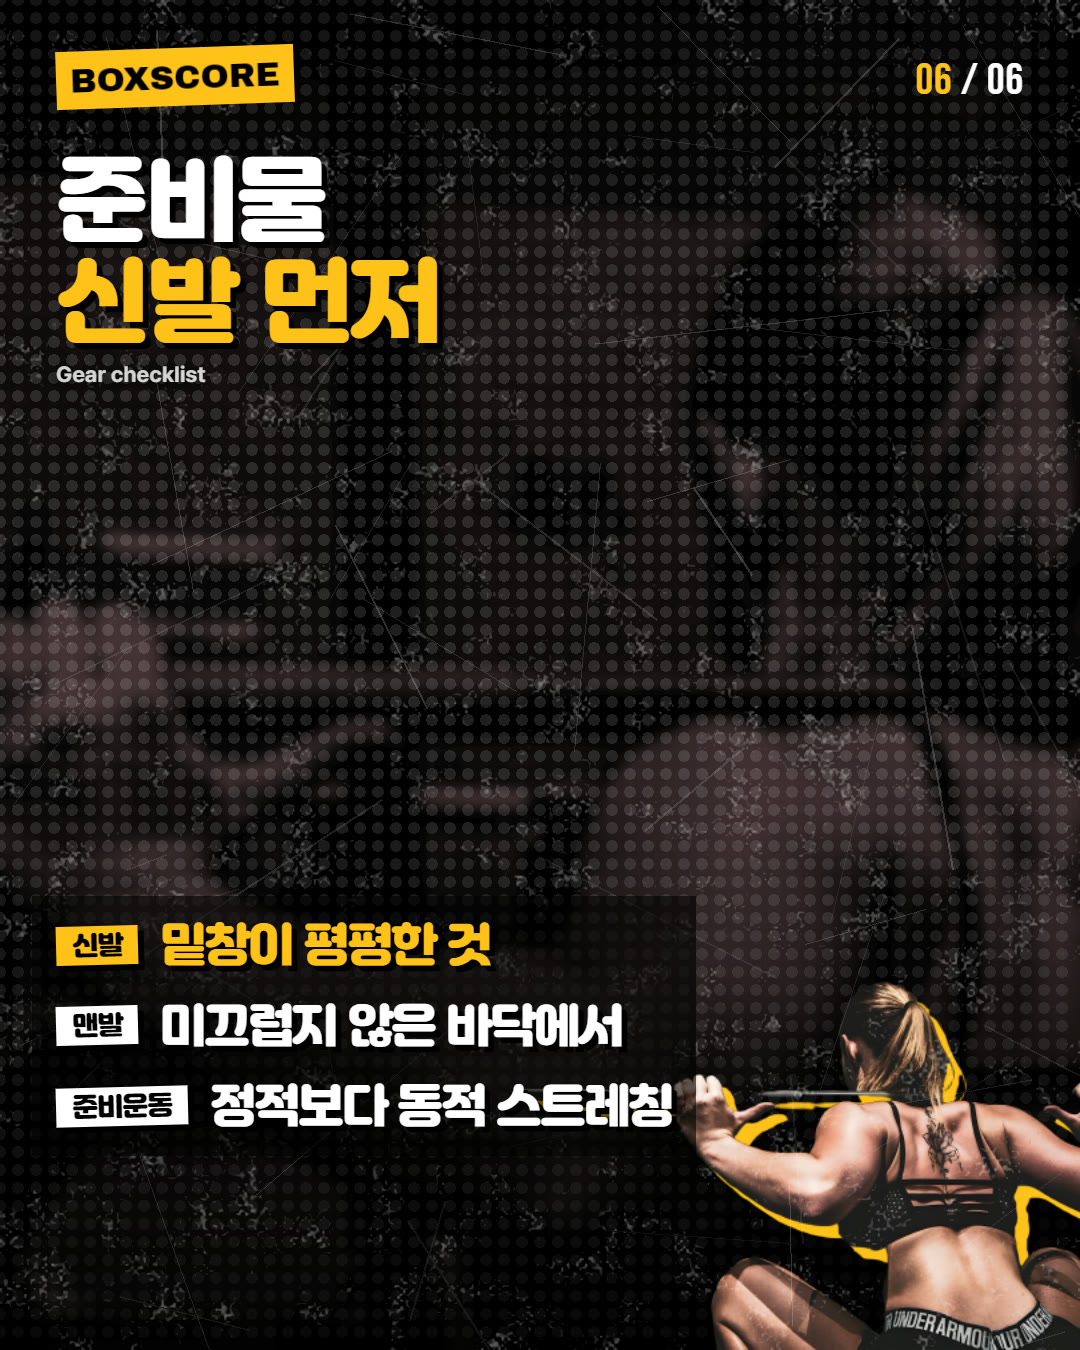 BOXSCORE
06 / 06
준비물
신발 먼저
Gear checklist
신발 밑창이 평평한 것
맨발 미끄럽지 않은 바닥에서
준비운동 정적보다 동적 스트레칭
UNDER ARMOUR UNDER